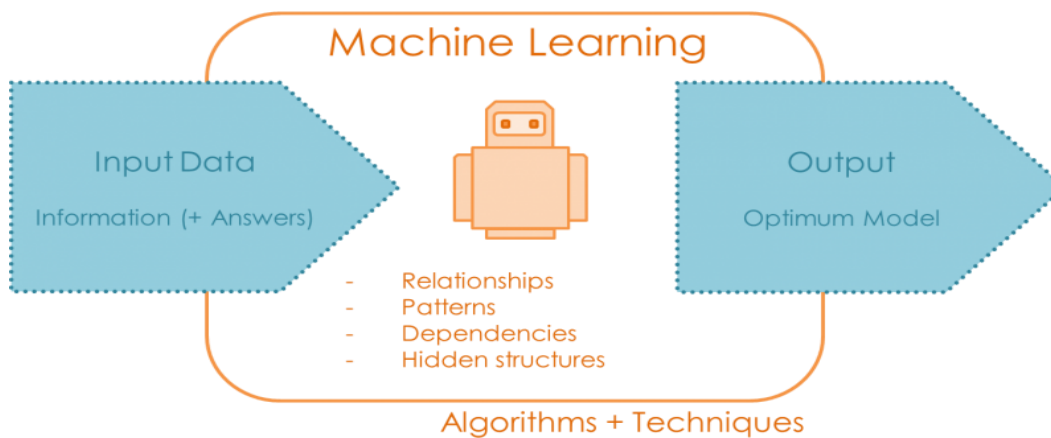 Machine Learning
Input Data
Information (+ Answers)
- Relationships
- Patterns
- Dependencies
- Hidden structures
Output
Optimum Model
Algorithms + Techniques